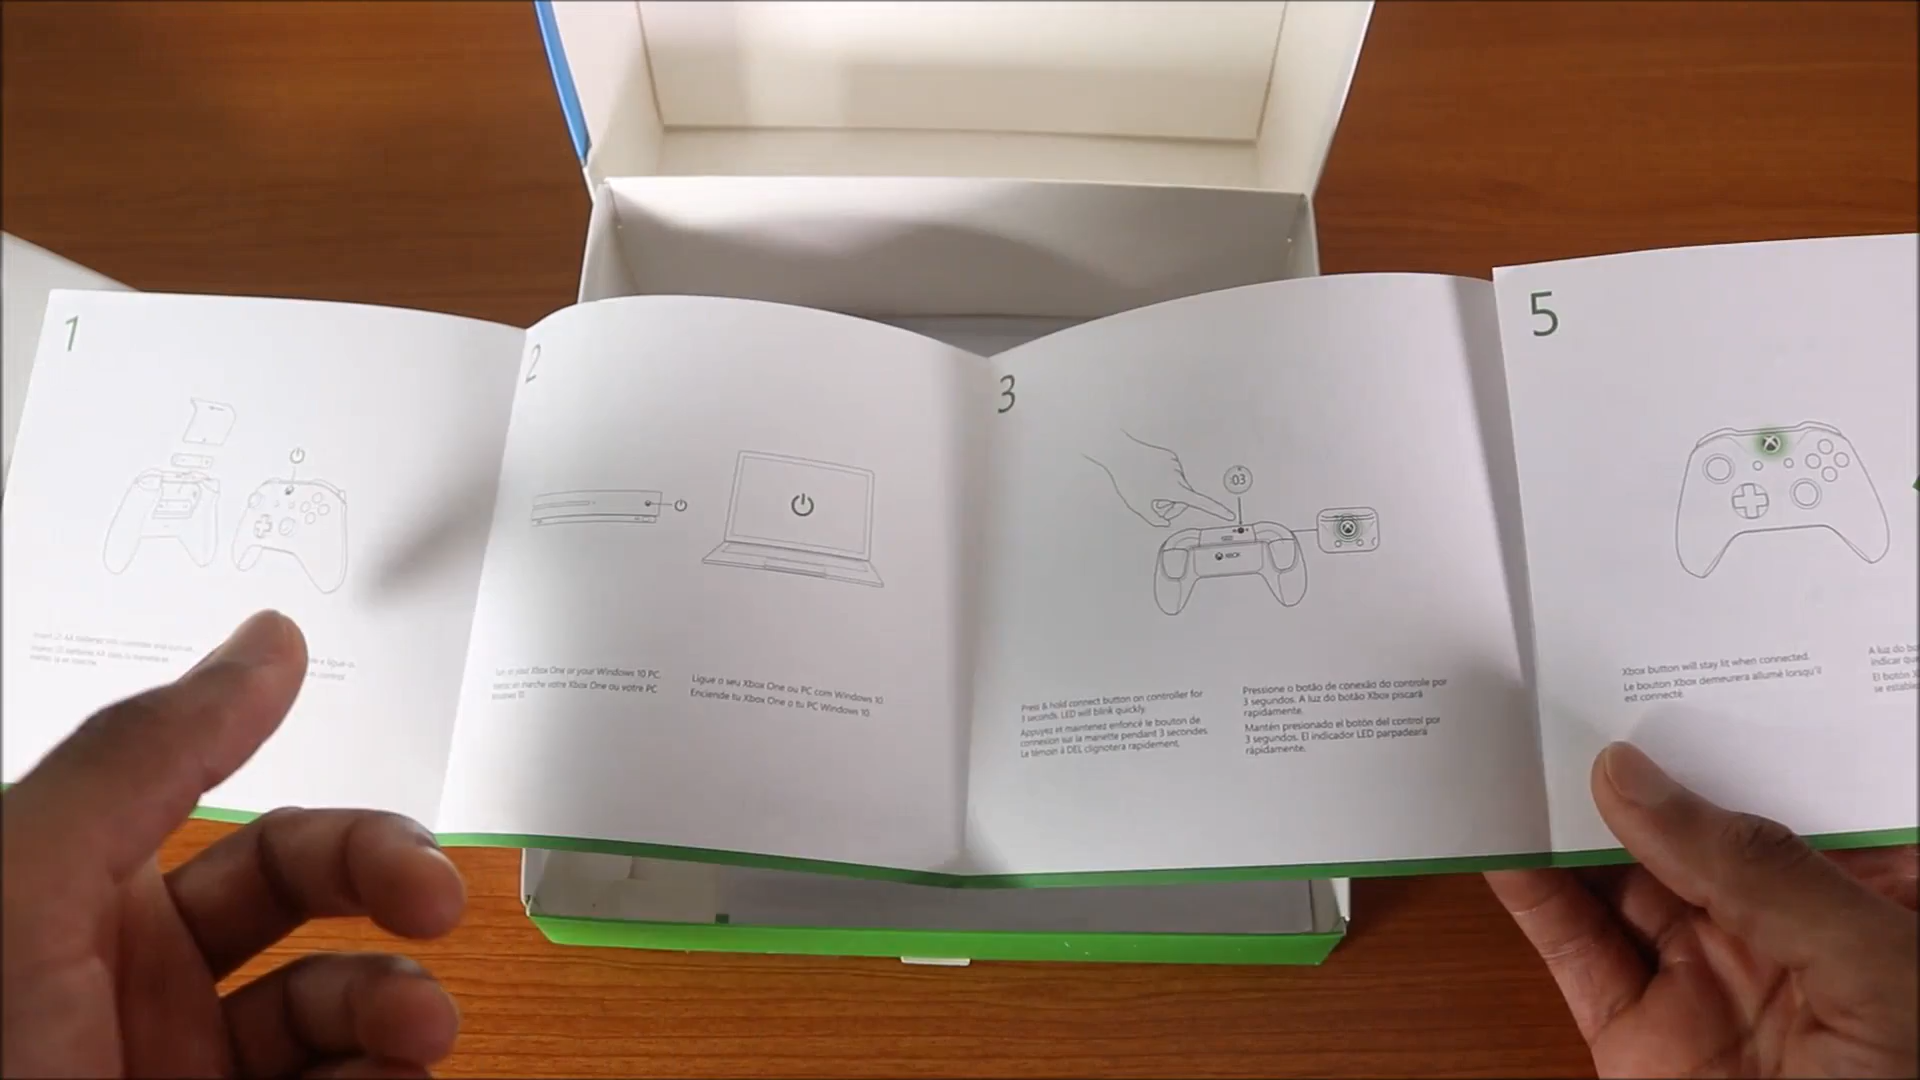 1
2
Turn on your Xbox One or your Windows 10 PC.
Mettez en marche votre Xbox One ou votre PC
Windows 10.
Ligue o seu Xbox One ou PC com Windows 10
Enciende tu Xbox One o tu PC Windows 10
3
:03
XBOX
Press & hold connect button on controller for
3 seconds. LED will blink quickly.
Appuyez et maintenez enfoncé le bouton de
connexion sur la manette pendant 3 secondes.
Le témoin à DEL clignotera rapidement.
Pressione o botão de conexão do controle por
3 segundos. A luz do botão Xbox piscará
rapidamente.
Mantén presionado el botón del control por
3 segundos. El indicador LED parpadeará
rápidamente.
5
Xbox button will stay lit when connected.
Le bouton Xbox demeurera allumé lorsqu'il
est connecté.
A luz do bo
indicar qu
El botón X
se estable